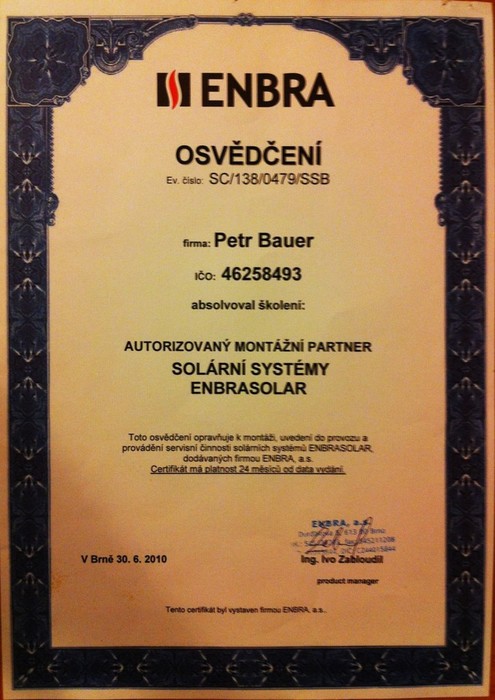 ENBRA
OSVĚDČENÍ
Ev. číslo: SC/138/0479/SSB
firma: Petr Bauer
IČO: 46258493
absolvoval školení:
AUTORIZOVANÝ MONTÁŽNÍ PARTNER
SOLÁRNÍ SYSTÉMY
ENBRASOLAR
Toto osvědčení opravňuje k montáži, uvedení do provozu a
provádění servisní činnosti solárních systémů ENBRASOLAR,
dodávaných firmou ENBRA, a.s.
Certifikát má platnost 24 měsíců od data vydání.
ENBRA, a.s.
613 00 Brno
V Brně 30. 6. 2010
Ing. Ivo Zabloudil
product manager
Tento certifikát byl vystaven firmou ENBRA, a.s..